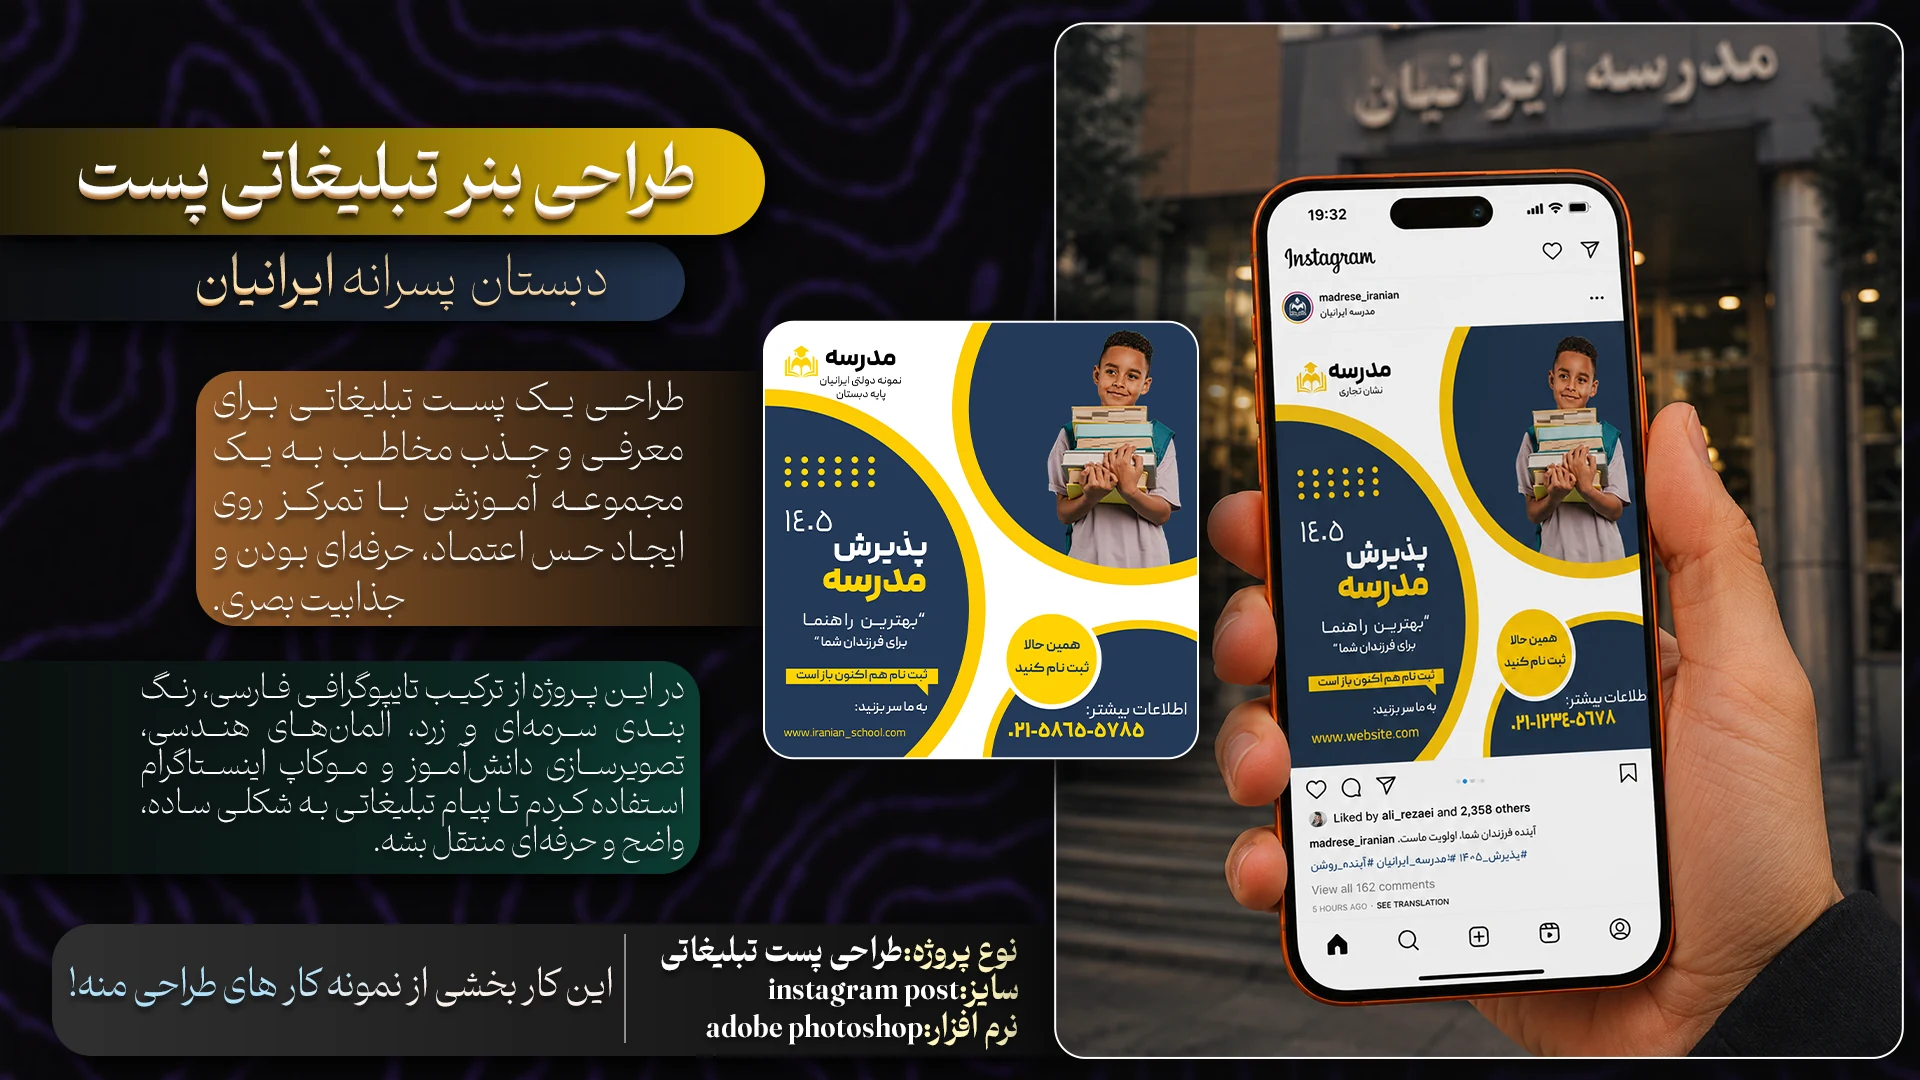 طراحی بنر تبلیغاتی پست
دبستان پسرانه ایرانیان
طراحی یک پست تبلیغاتی برای
معرفی و جذب مخاطب به یک
مجموعه آموزشی با تمرکز روی
ایجاد حس اعتماد، حرفه‌ای بودن و
جذابیت بصری.
در این پروژه از ترکیب تایپوگرافی فارسی، رنگ
بندی سرمه‌ای و زرد، المان‌های هندسی،
تصویرسازی دانش‌آموز و موکاپ اینستاگرام
استفاده کردم تا پیام تبلیغاتی به شکلی ساده،
واضح و حرفه‌ای منتقل بشه.
نوع پروژه:طراحی پست تبلیغاتی
سایز:instagram post
نرم افزار:adobe photoshop
این کار بخشی از نمونه کار های طراحی منه!
مدرسه
نمونه دولتی ایرانیان
پایه دبستان
۱۴۰۵
پذیرش
مدرسه
“بهترین راهنما
برای فرزندان شما“
ثبت نام هم اکنون باز است
به ما سر بزنید:
www.iranian_school.com
همین حالا
ثبت نام کنید
اطلاعات بیشتر:
۰۲۱-۵۸۶۵-۵۷۸۵
مدرسه ایرانیان
19:32
Instagram
madrese_iranian
مدرسه ایرانیان
مدرسه
نشان تجاری
۱۴۰۵
پذیرش
مدرسه
“بهترین راهنما
برای فرزندان شما“
ثبت نام هم اکنون باز است
به ما سر بزنید:
www.website.com
همین حالا
ثبت نام کنید
طلاعات بیشتر:
۰۲۱-۱۲۳۴-۵۶۷۸
Liked by ali_rezaei and 2,358 others
madrese_iranian آینده فرزندان شما، اولویت ماست.
#پذیرش_۱۴۰۵ #مدرسه_ایرانیان #آینده_روشن
View all 162 comments
5 HOURS AGO · SEE TRANSLATION